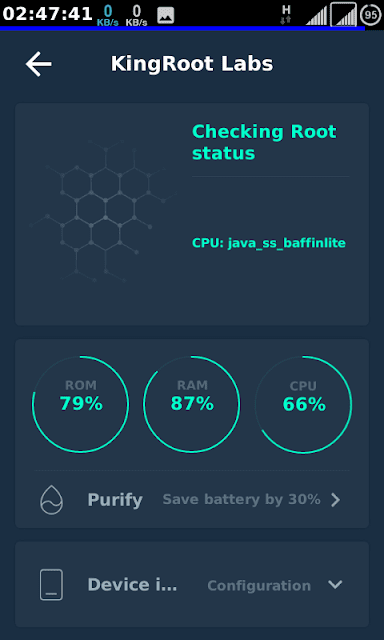 02:47:41 0 KB/s 0 KB/s H 95
KingRoot Labs
Checking Root
status
CPU: java_ss_baffinlite
ROM
79%
RAM
87%
CPU
66%
Purify Save battery by 30%
Device i... Configuration